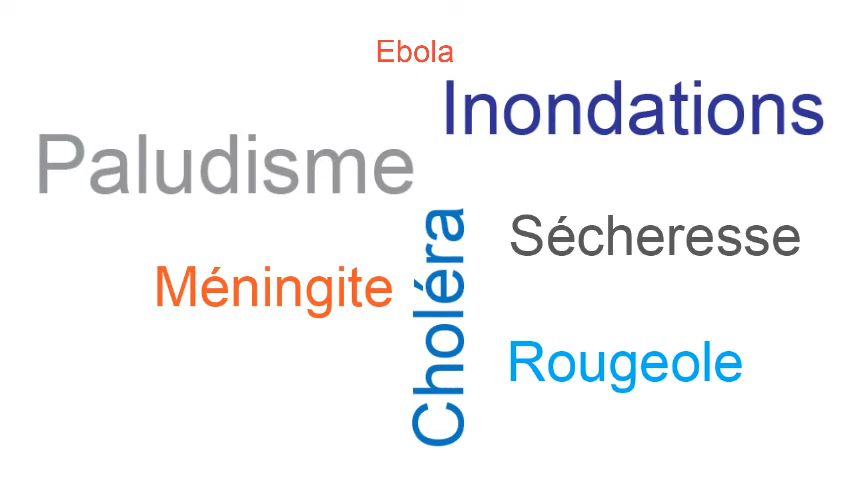 Ebola
Inondations
Paludisme
Choléra
Sécheresse
Méningite
Rougeole